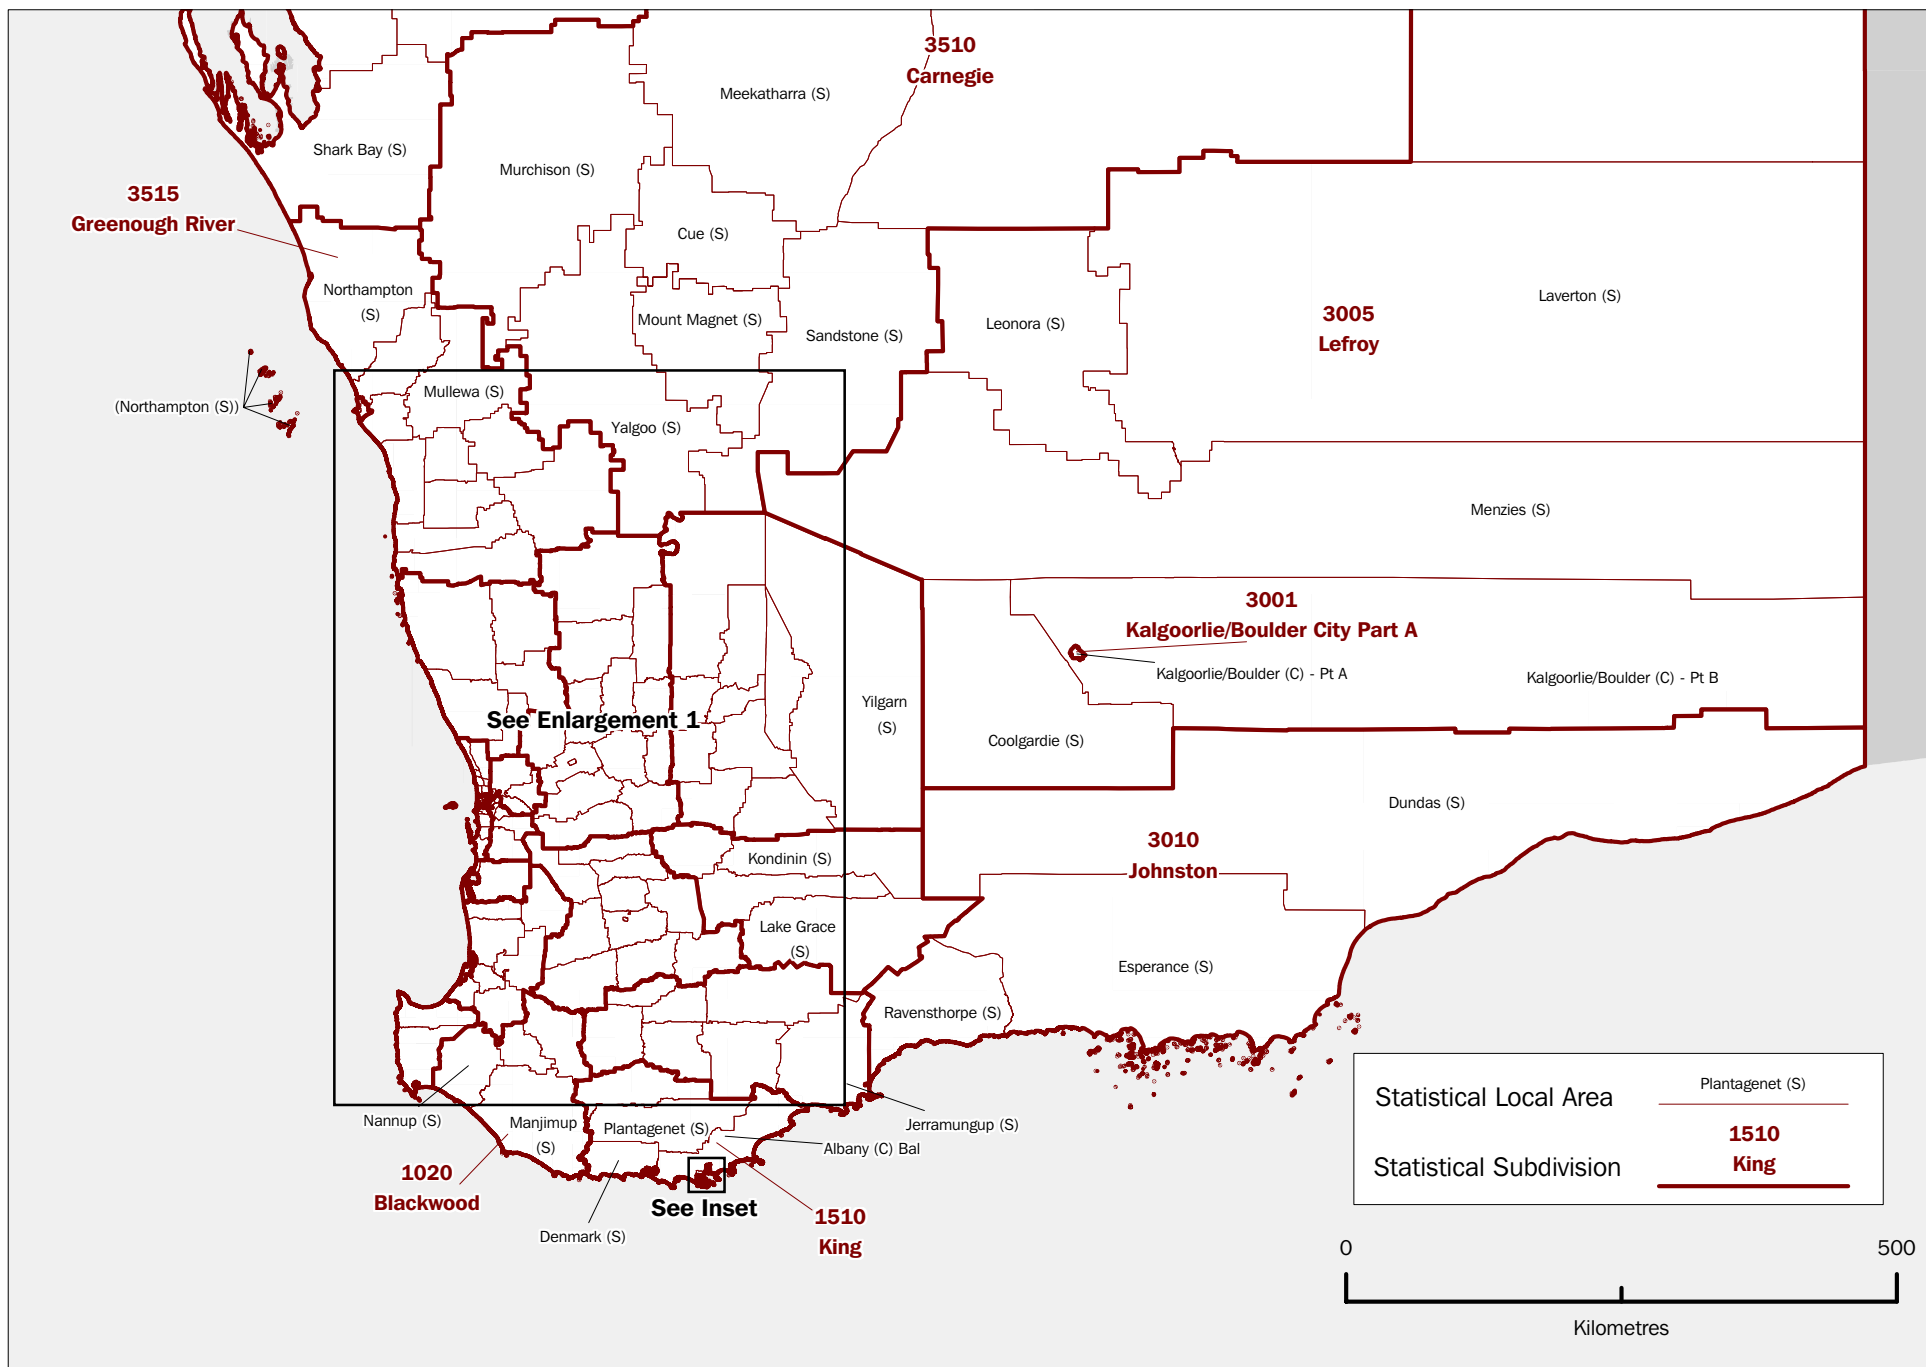 3510
Carnegie
Meekatharra (S)
Shark Bay (S)
Murchison (S)
3515
Greenough River
Cue (S)
Northampton
(S)
Mount Magnet (S)
Sandstone (S)
Leonora (S)
3005
Lefroy
Laverton (S)
(Northampton (S))
Mullewa (S)
Yalgoo (S)
Menzies (S)
3001
Kalgoorlie/Boulder City Part A
Kalgoorlie/Boulder (C) - Pt A
Kalgoorlie/Boulder (C) - Pt B
See Enlargement 1
Yilgarn
(S)
Coolgardie (S)
Dundas (S)
3010
Johnston
Kondinin (S)
Lake Grace
(S)
Esperance (S)
Ravensthorpe (S)
Nannup (S)
Manjimup
(S)
Plantagenet (S)
Jerramungup (S)
Albany (C) Bal
1020
Blackwood
See Inset
1510
King
Denmark (S)
Statistical Local Area
Plantagenet (S)
Statistical Subdivision
1510
King
0
500
Kilometres